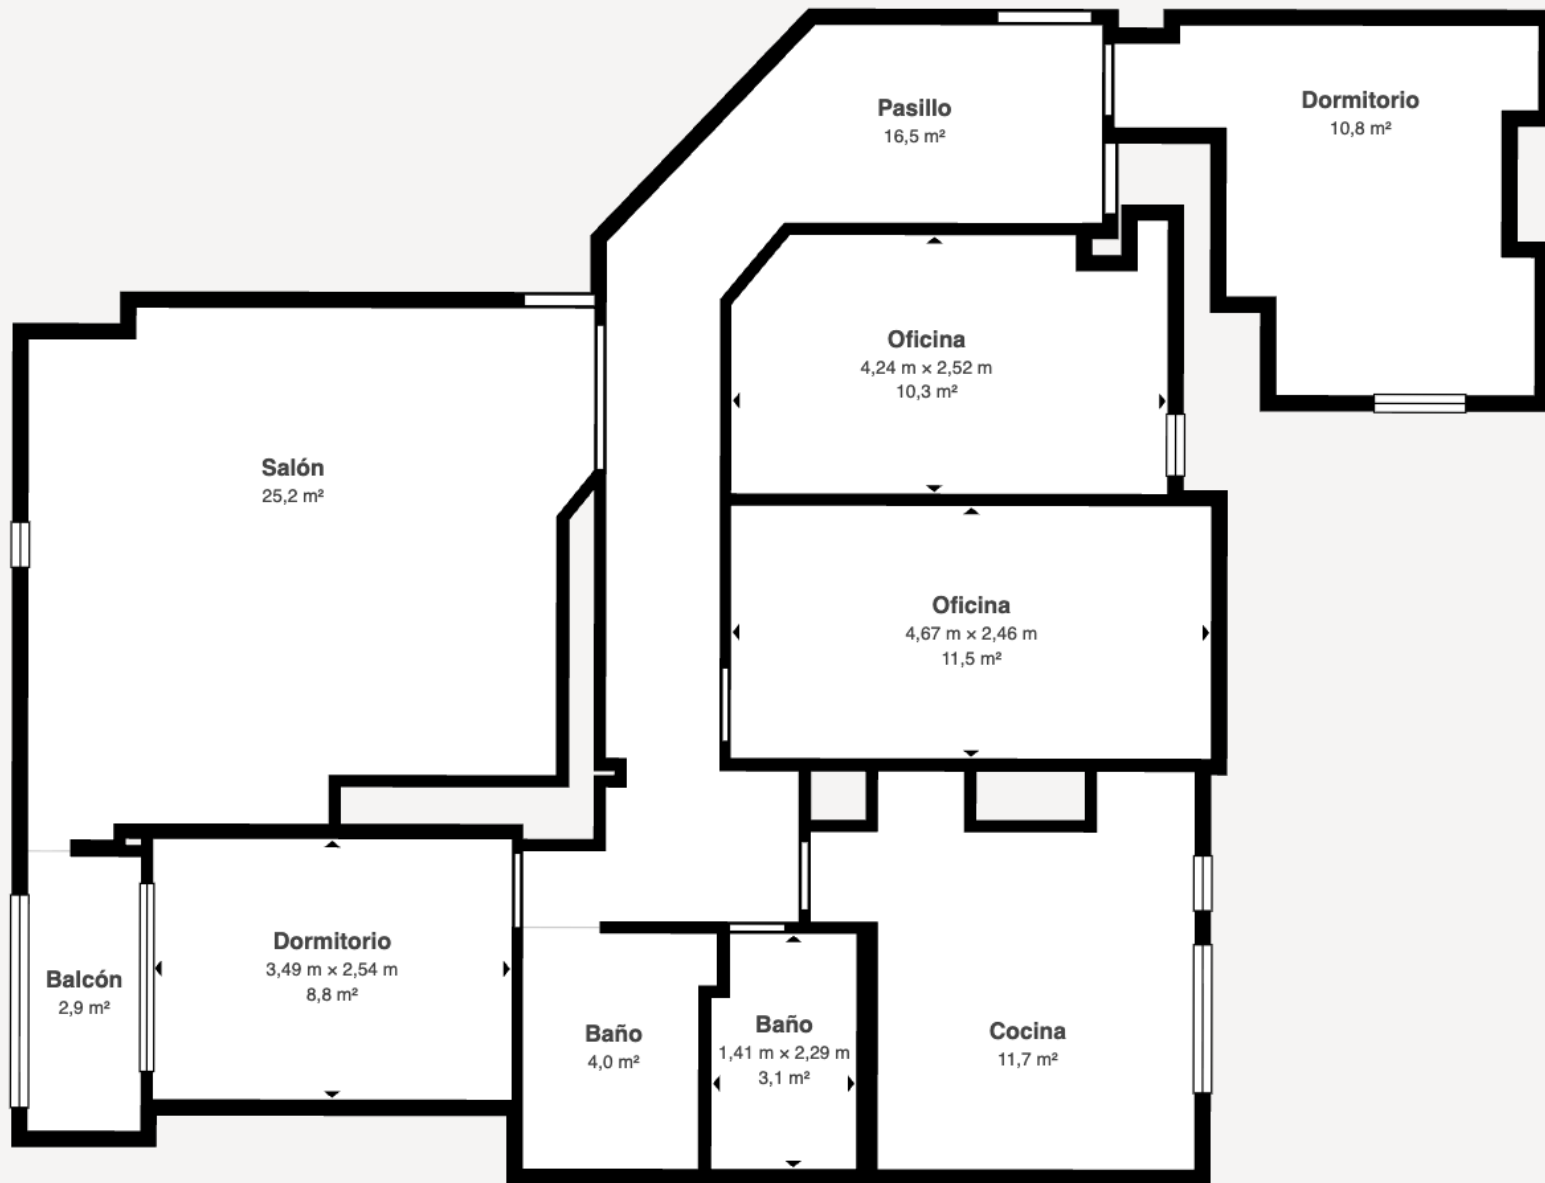 Pasillo
16,5 m²
Dormitorio
10,8 m²
Oficina
4,24 m × 2,52 m
10,3 m²
Salón
25,2 m²
Oficina
4,67 m × 2,46 m
11,5 m²
Dormitorio
3,49 m × 2,54 m
8,8 m²
Balcón
2,9 m²
Baño
4,0 m²
Baño
1,41 m × 2,29 m
3,1 m²
Cocina
11,7 m²